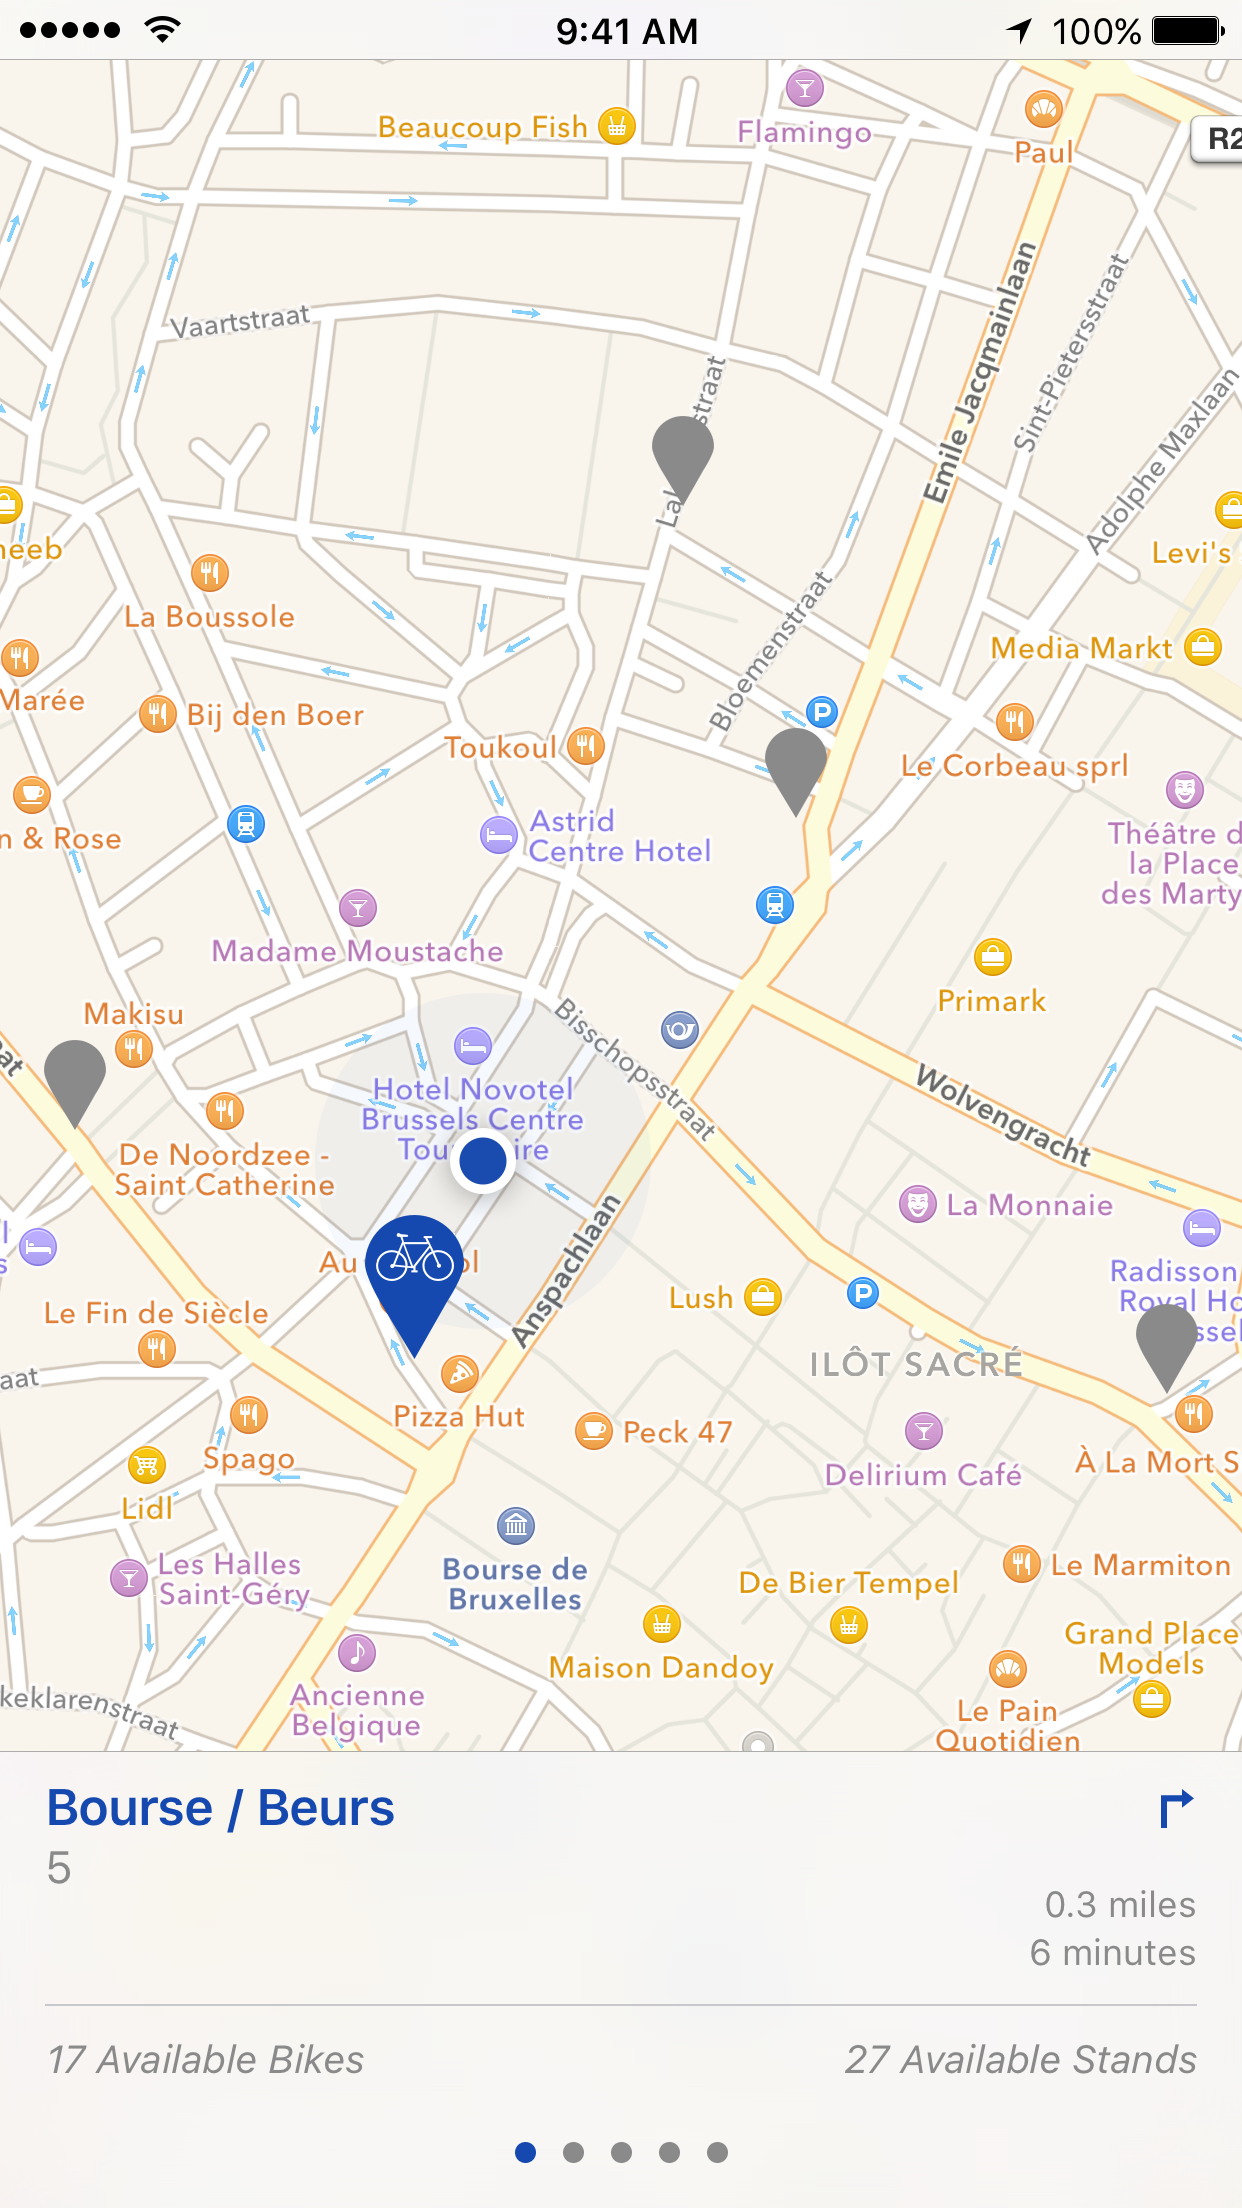 9:41 AM
100%
Beaucoup Fish
Flamingo
Paul
R2
Vaartstraat
Emile Jacqmainlaan
Sint-Pietersstraat
Adolphe Maxlaan
Levi's
La Boussole
Bloemenstraat
Media Markt
Marée
Bij den Boer
Toukoul
Le Corbeau sprl
n & Rose
Astrid
Centre Hotel
Théâtre d
la Place
des Marty
Madame Moustache
Primark
Makisu
Bisschopsstraat
Hotel Novotel
Brussels Centre
Wolvengracht
De Noordzee -
Saint Catherine
La Monnaie
Anspachlaan
Au
Radisson
Royal Ho
Lush
Le Fin de Siècle
ILÔT SACRÉ
Pizza Hut
Peck 47
Spago
Delirium Café
À La Mort S
Lidl
Les Halles
Saint-Géry
Bourse de
Bruxelles
De Bier Tempel
Le Marmiton
Maison Dandoy
Grand Place
Models
Ancienne
Belgique
Le Pain
Quotidien
Bourse / Beurs
5
0.3 miles
6 minutes
17 Available Bikes
27 Available Stands